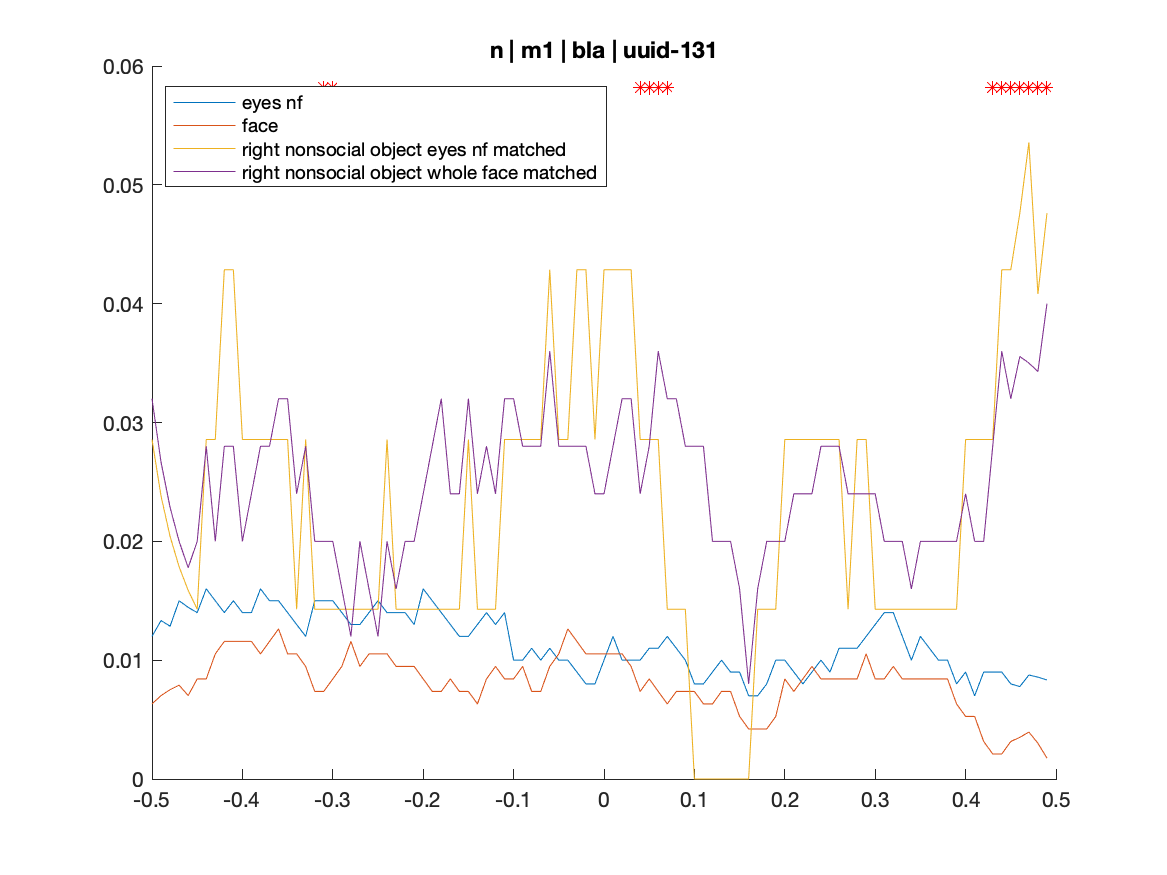 n | m1 | bla | uuid-131
0.06
0.05
0.04
0.03
0.02
0.01
0
eyes nf
face
right nonsocial object eyes nf matched
right nonsocial object whole face matched
-0.5 -0.4 -0.3 -0.2 -0.1 0 0.1 0.2 0.3 0.4 0.5